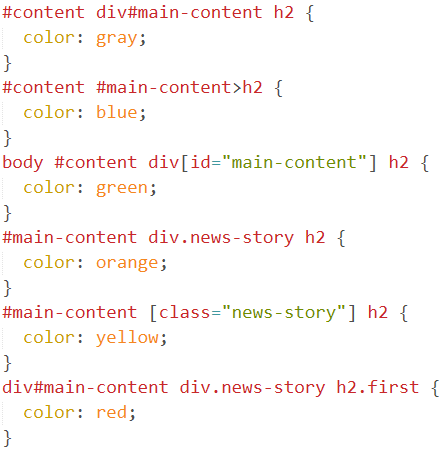 #content div#main-content h2 {
  color: gray;
}
#content #main-content>h2 {
  color: blue;
}
body #content div[id="main-content"] h2 {
  color: green;
}
#main-content div.news-story h2 {
  color: orange;
}
#main-content [class="news-story"] h2 {
  color: yellow;
}
div#main-content div.news-story h2.first {
  color: red;
}